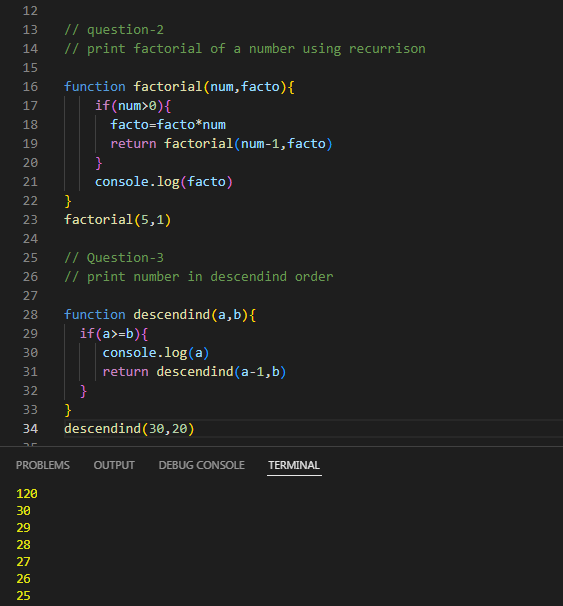 12
13 // question-2
14 // print factorial of a number using recurrison
15
16 function factorial(num,facto){
17 if(num>0){
18 facto=facto*num
19 return factorial(num-1,facto)
20 }
21 console.log(facto)
22 }
23 factorial(5,1)
24
25 // Question-3
26 // print number in descendind order
27
28 function descendind(a,b){
29 if(a>=b){
30 console.log(a)
31 return descendind(a-1,b)
32 }
33 }
34 descendind(30,20)
PROBLEMS OUTPUT DEBUG CONSOLE TERMINAL
120
30
29
28
27
26
25